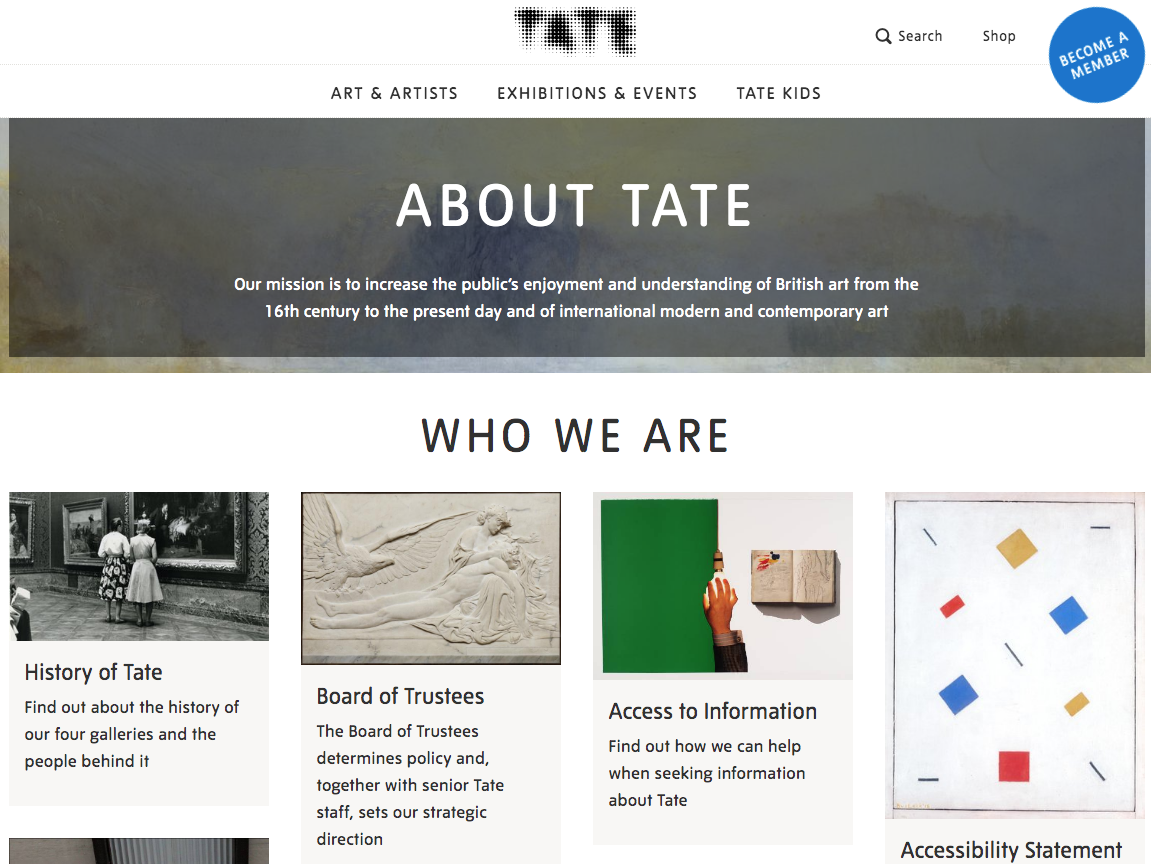 TATE
Search
Shop
BECOME A
MEMBER
ART & ARTISTS
EXHIBITIONS & EVENTS
TATE KIDS
ABOUT TATE
Our mission is to increase the public's enjoyment and understanding of British art from the
16th century to the present day and of international modern and contemporary art
WHO WE ARE
History of Tate
Find out about the history of
our four galleries and the
people behind it
Board of Trustees
The Board of Trustees
determines policy and,
together with senior Tate
staff, sets our strategic
direction
Access to Information
Find out how we can help
when seeking information
about Tate
Accessibility Statement